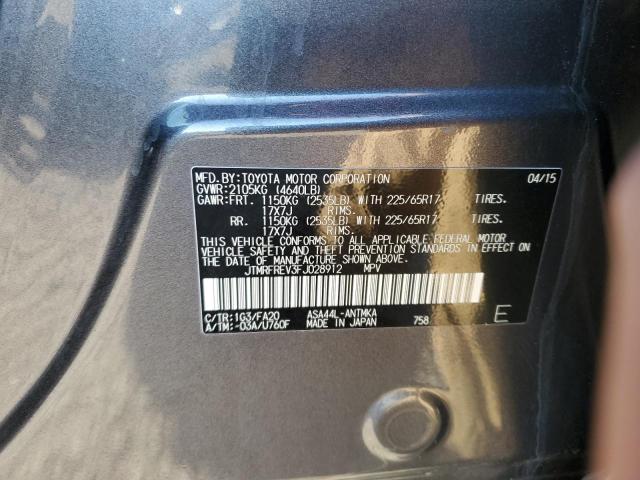 MFD.BY:TOYOTA MOTOR CORPORATION 04/15
GVWR:2105KG (4640LB)
GAWR:FRT. 1150KG (2535LB) WITH 225/65R17 TIRES.
17X7J RIMS.
RR. 1150KG (2535LB) WITH 225/65R17 TIRES.
17X7J RIMS.
THIS VEHICLE CONFORMS TO ALL APPLICABLE FEDERAL MOTOR
VEHICLE SAFETY BUMPER AND THEFT PREVENTION STANDARDS IN EFFECT ON
THE DATE OF MANUFACTURE SHOWN ABOVE.
JTMRFREV3FJ028912 MPV
C/TR:1G3/FA20 ASA44L-ANTMKA
A/TM:-03A/U760F MADE IN JAPAN 758 E